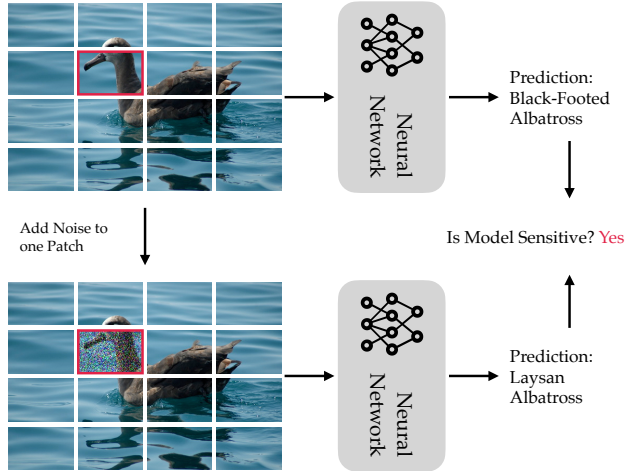 Neural
Network
Prediction:
Black-Footed
Albatross
Add Noise to
one Patch
Is Model Sensitive? Yes
Neural
Network
Prediction:
Laysan
Albatross